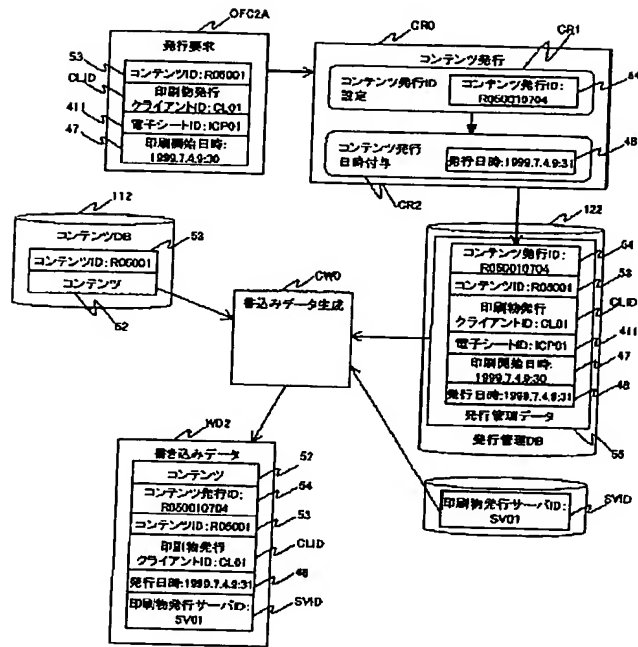 OFC2A
発行要求
53
コンテンツID:R05001
CLID
印刷物発行
クライアントID:CL01
411
電子シートID:ICP01
47
印刷開始日時:
1999.7.4.9:30
CR0
コンテンツ発行
CR1
コンテンツ発行ID
設定
コンテンツ発行ID:
R050010704
54
コンテンツ発行
日時付与
発行日時:1999.7.4.9:31
48
CR2
112
コンテンツDB
53
コンテンツID:R05001
コンテンツ
52
CW0
書込みデータ生成
122
コンテンツ発行ID:
R050010704
54
コンテンツID:R05001
53
印刷物発行
クライアントID:CL01
CLID
電子シートID:ICP01
411
印刷開始日時:
1999.7.4.9:30
47
発行日時:1999.7.4.9:31
48
発行管理データ
発行管理DB
55
印刷物発行サーバID:
SV01
SVID
WD2
書き込みデータ
コンテンツ
52
コンテンツ発行ID:
R050010704
54
コンテンツID:R05001
53
印刷物発行
クライアントID:CL01
CLID
発行日時:1999.7.4.9:31
48
印刷物発行サーバID:
SV01
SVID